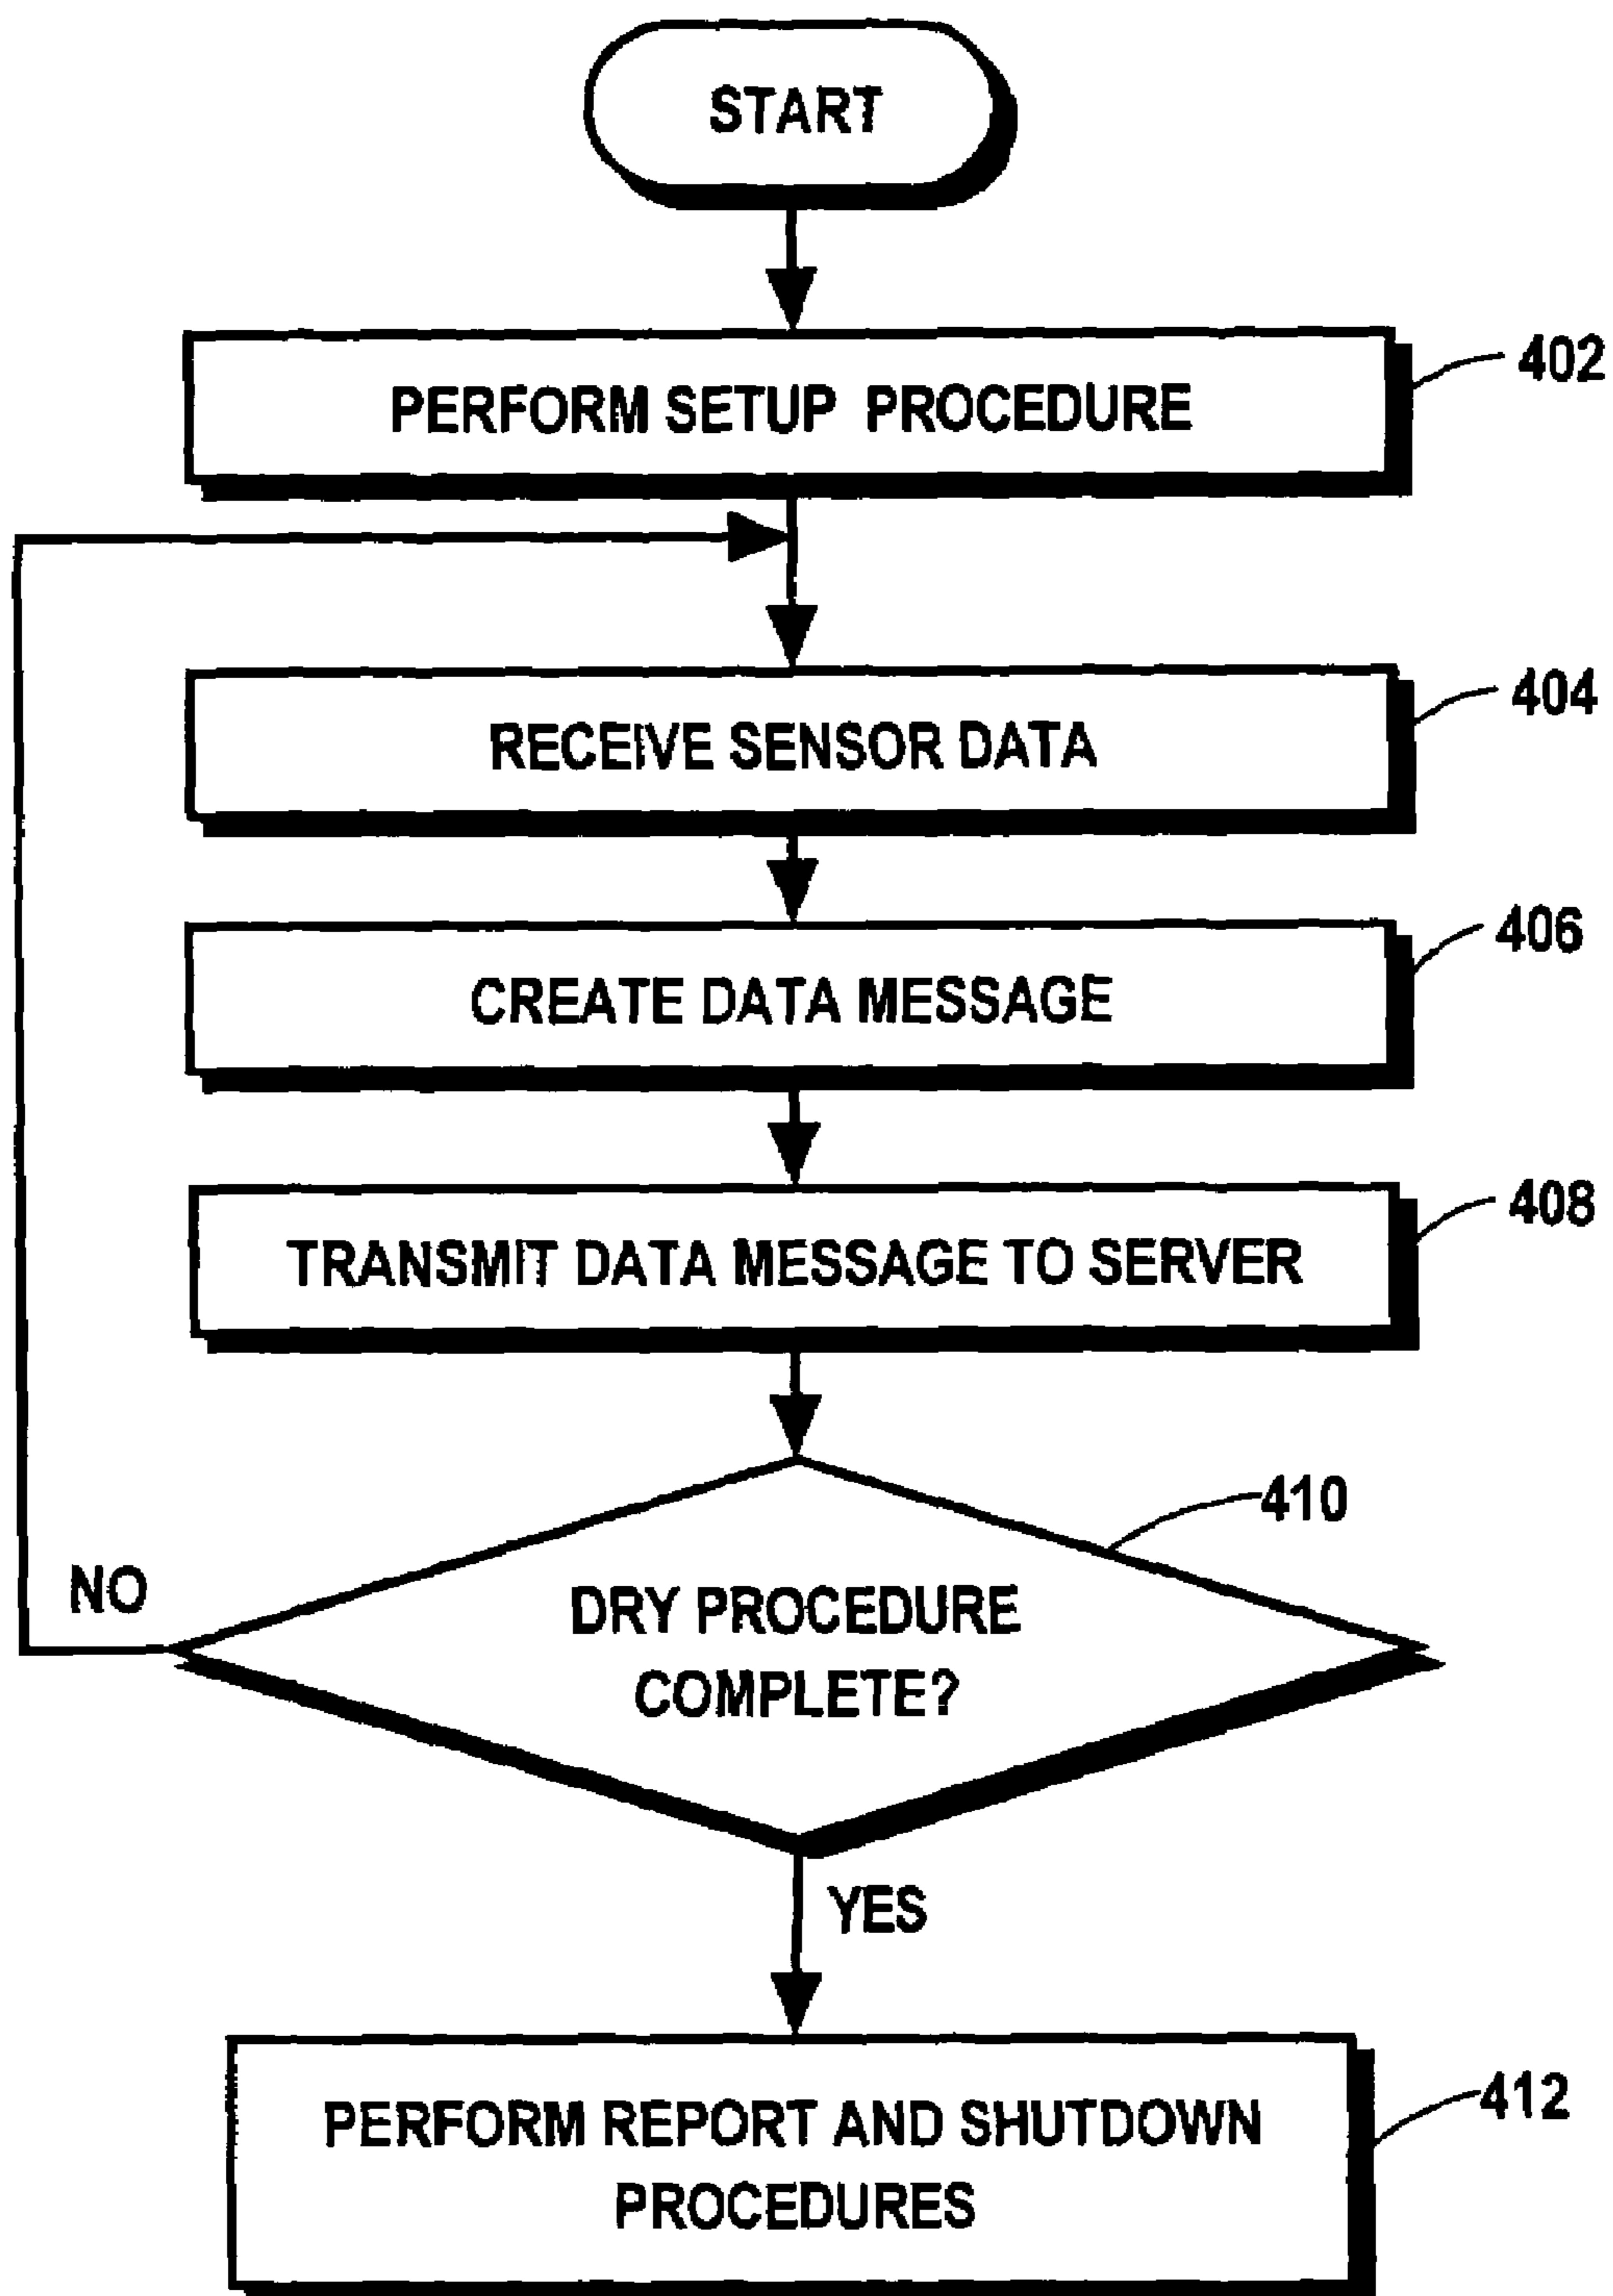 START
PERFORM SETUP PROCEDURE
402
RECEIVE SENSOR DATA
404
CREATE DATA MESSAGE
406
TRANSMIT DATA MESSAGE TO SERVER
408
DRY PROCEDURE
COMPLETE?
410
NO
YES
PERFORM REPORT AND SHUTDOWN
PROCEDURES
412